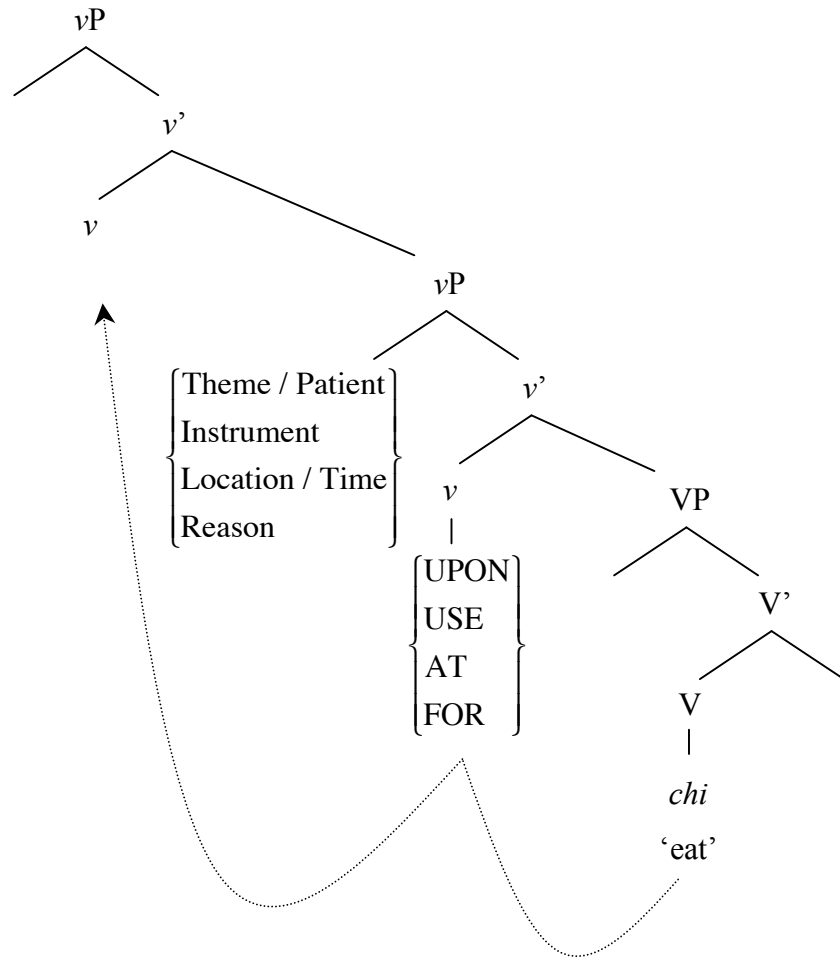 vP
v’
v
vP
Theme / Patient
Instrument
Location / Time
Reason
v’
v
VP
UPON
USE
AT
FOR
V’
V
chi
‘eat’